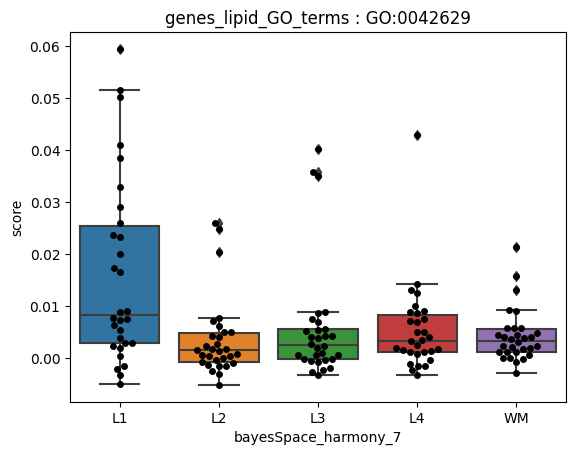 genes_lipid_GO_terms : GO:0042629
0.06
0.05
0.04
0.03
0.02
0.01
0.00
score
L1 L2 L3 L4 WM
bayesSpace_harmony_7